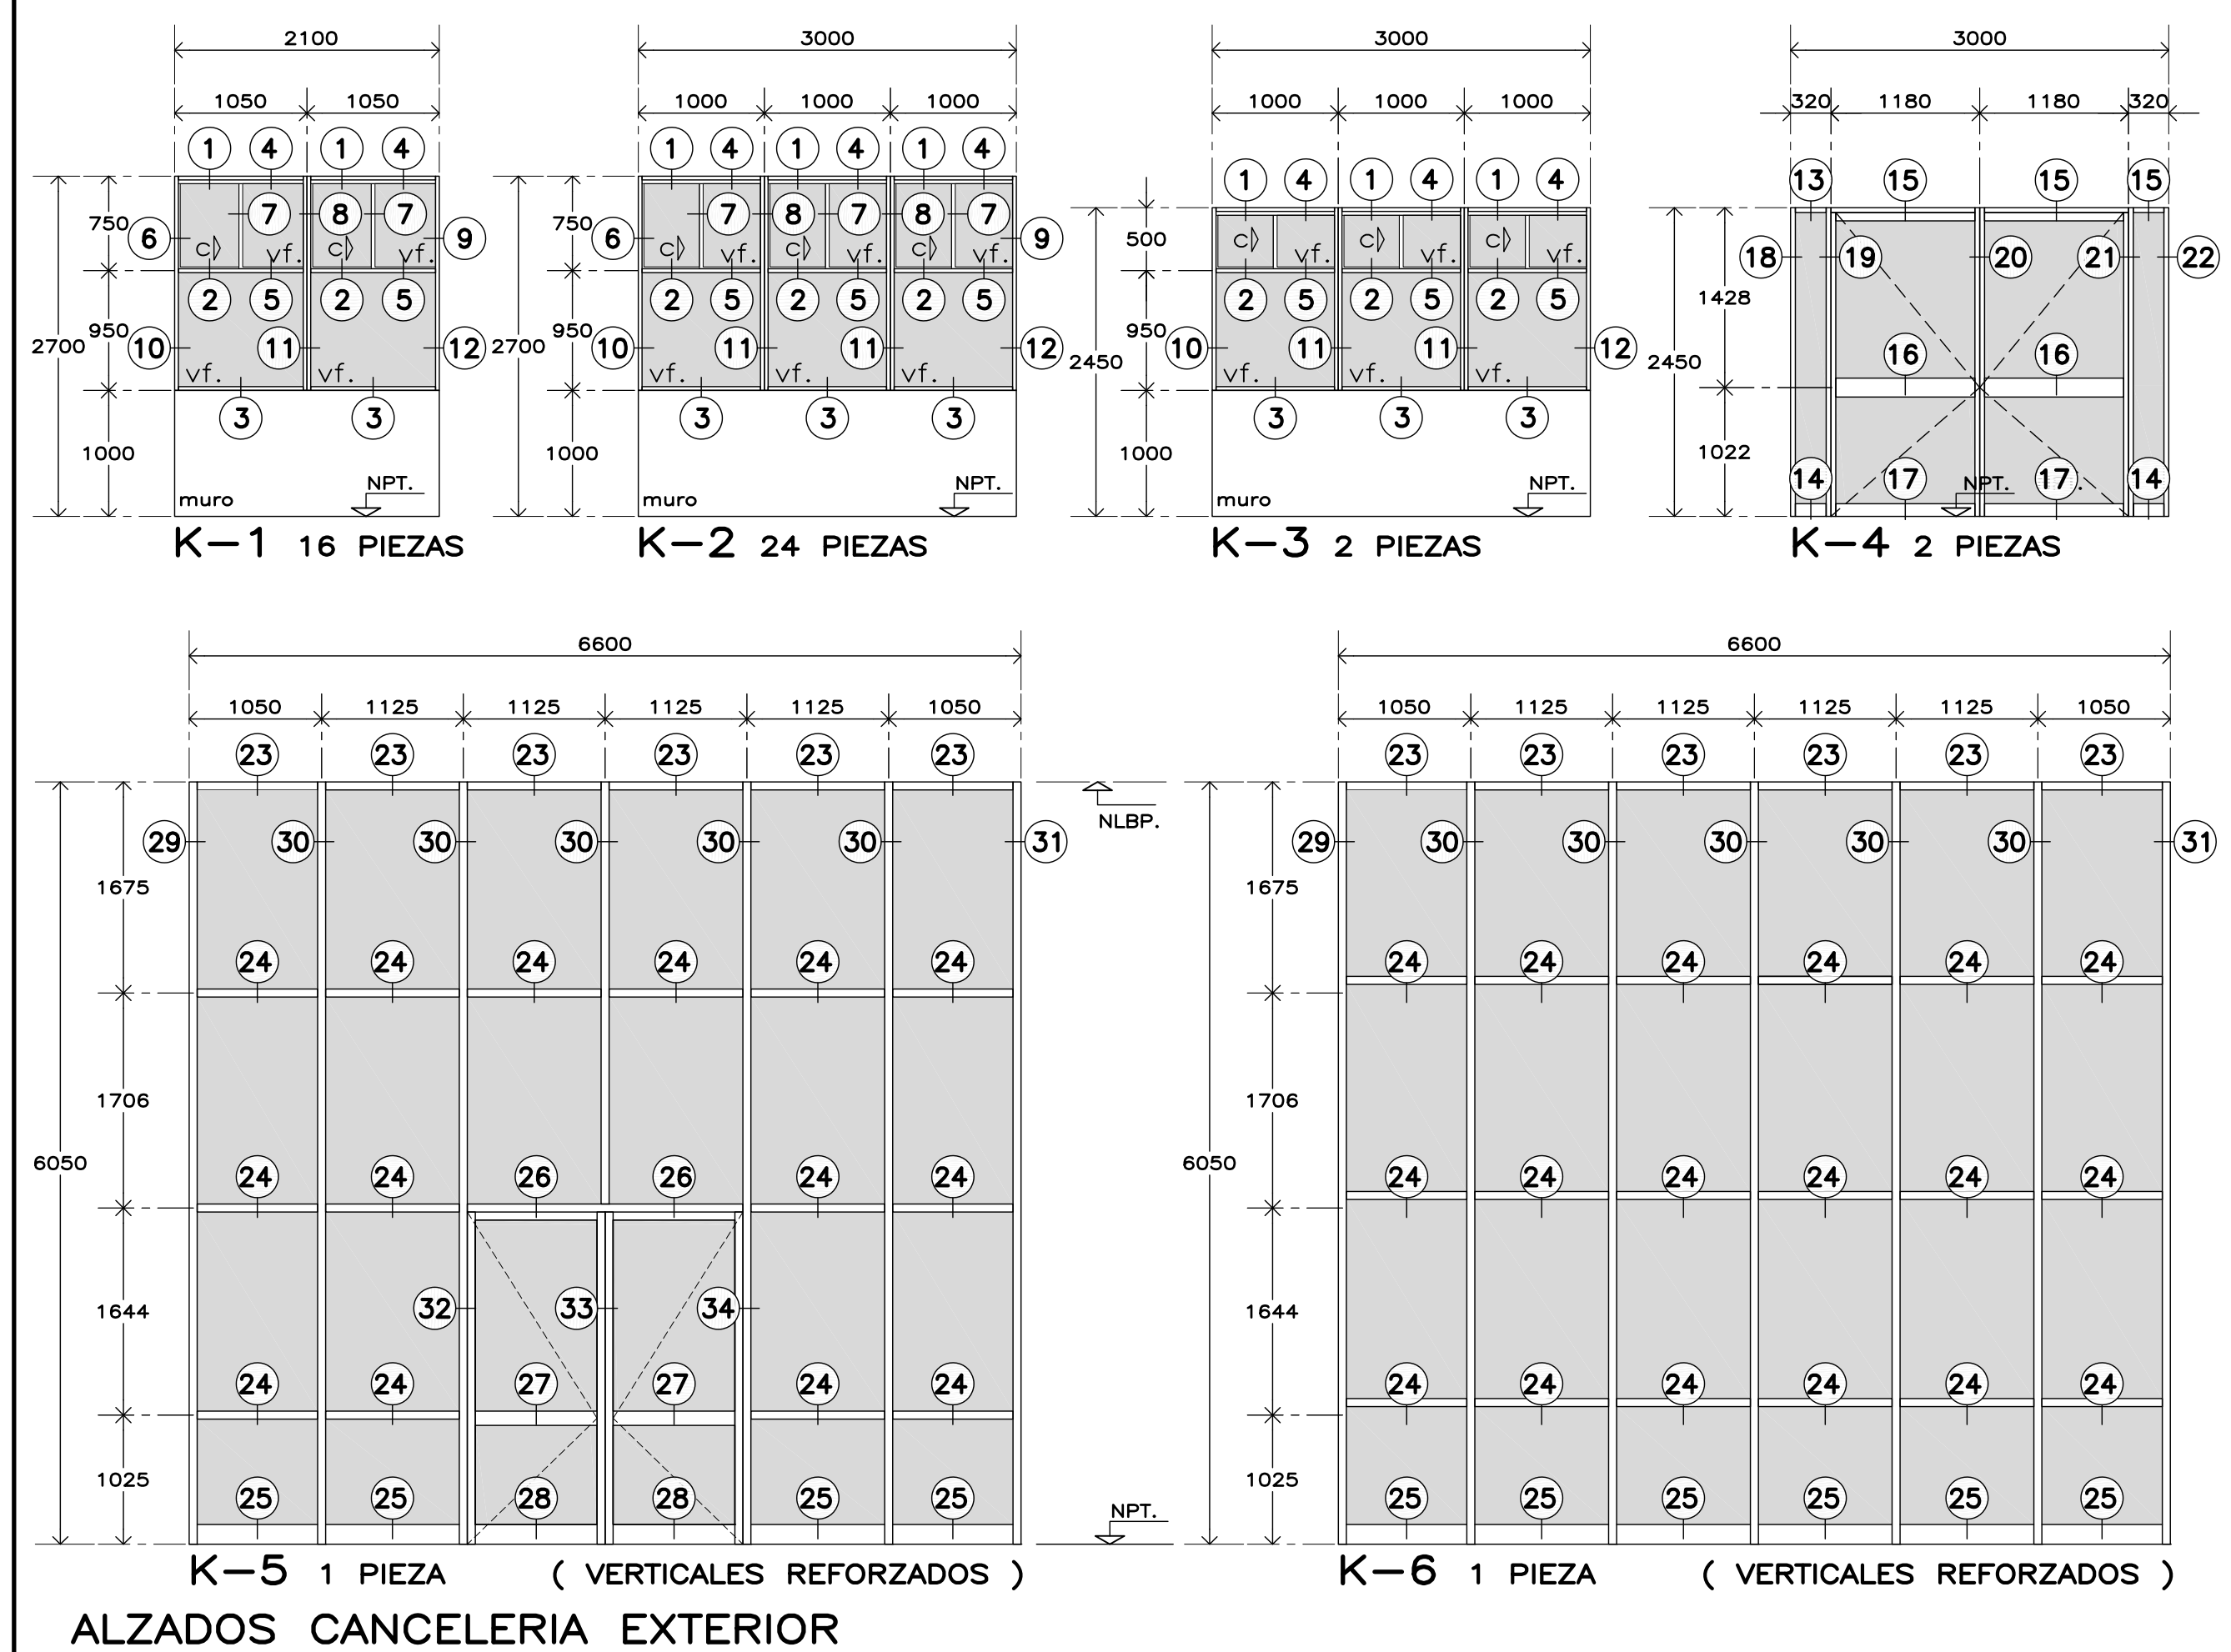 2100
1050 1050
1 4 1 4
7 8 7
6 C vf. C vf. 9
2 5 2 5
10 11 12
vf. vf.
3 3
750
950
2700
1000
muro NPT.
K-1 16 PIEZAS
3000
1000 1000 1000
1 4 1 4 1 4
7 8 7 8 7
6 C vf. C vf. C vf. 9
2 5 2 5 2 5
10 11 11 12
vf. vf. vf.
3 3 3
750
950
2700
1000
muro NPT.
K-2 24 PIEZAS
3000
1000 1000 1000
1 4 1 4 1 4
C vf. C vf. C vf.
2 5 2 5 2 5
10 11 11 12
vf. vf. vf.
3 3 3
500
950
2450
1000
muro NPT.
K-3 2 PIEZAS
3000
320 1180 1180 320
13 15 15 15
18 19 20 21 22
1428
16 16
2450
1022
14 17 17 14
NPT.
K-4 2 PIEZAS
6600
1050 1125 1125 1125 1125 1050
23 23 23 23 23 23
29 30 30 30 30 30 31
1675
24 24 24 24 24 24
1706
6050
24 24 26 26 24 24
1644
32 33 34
24 24 27 27 24 24
1025
25 25 28 28 25 25
NLBP.
NPT.
K-5 1 PIEZA ( VERTICALES REFORZADOS )
6600
1050 1125 1125 1125 1125 1050
23 23 23 23 23 23
29 30 30 30 30 30 31
1675
24 24 24 24 24 24
1706
6050
24 24 24 24 24 24
1644
24 24 24 24 24 24
1025
25 25 25 25 25 25
K-6 1 PIEZA ( VERTICALES REFORZADOS )
ALZADOS CANCELERIA EXTERIOR